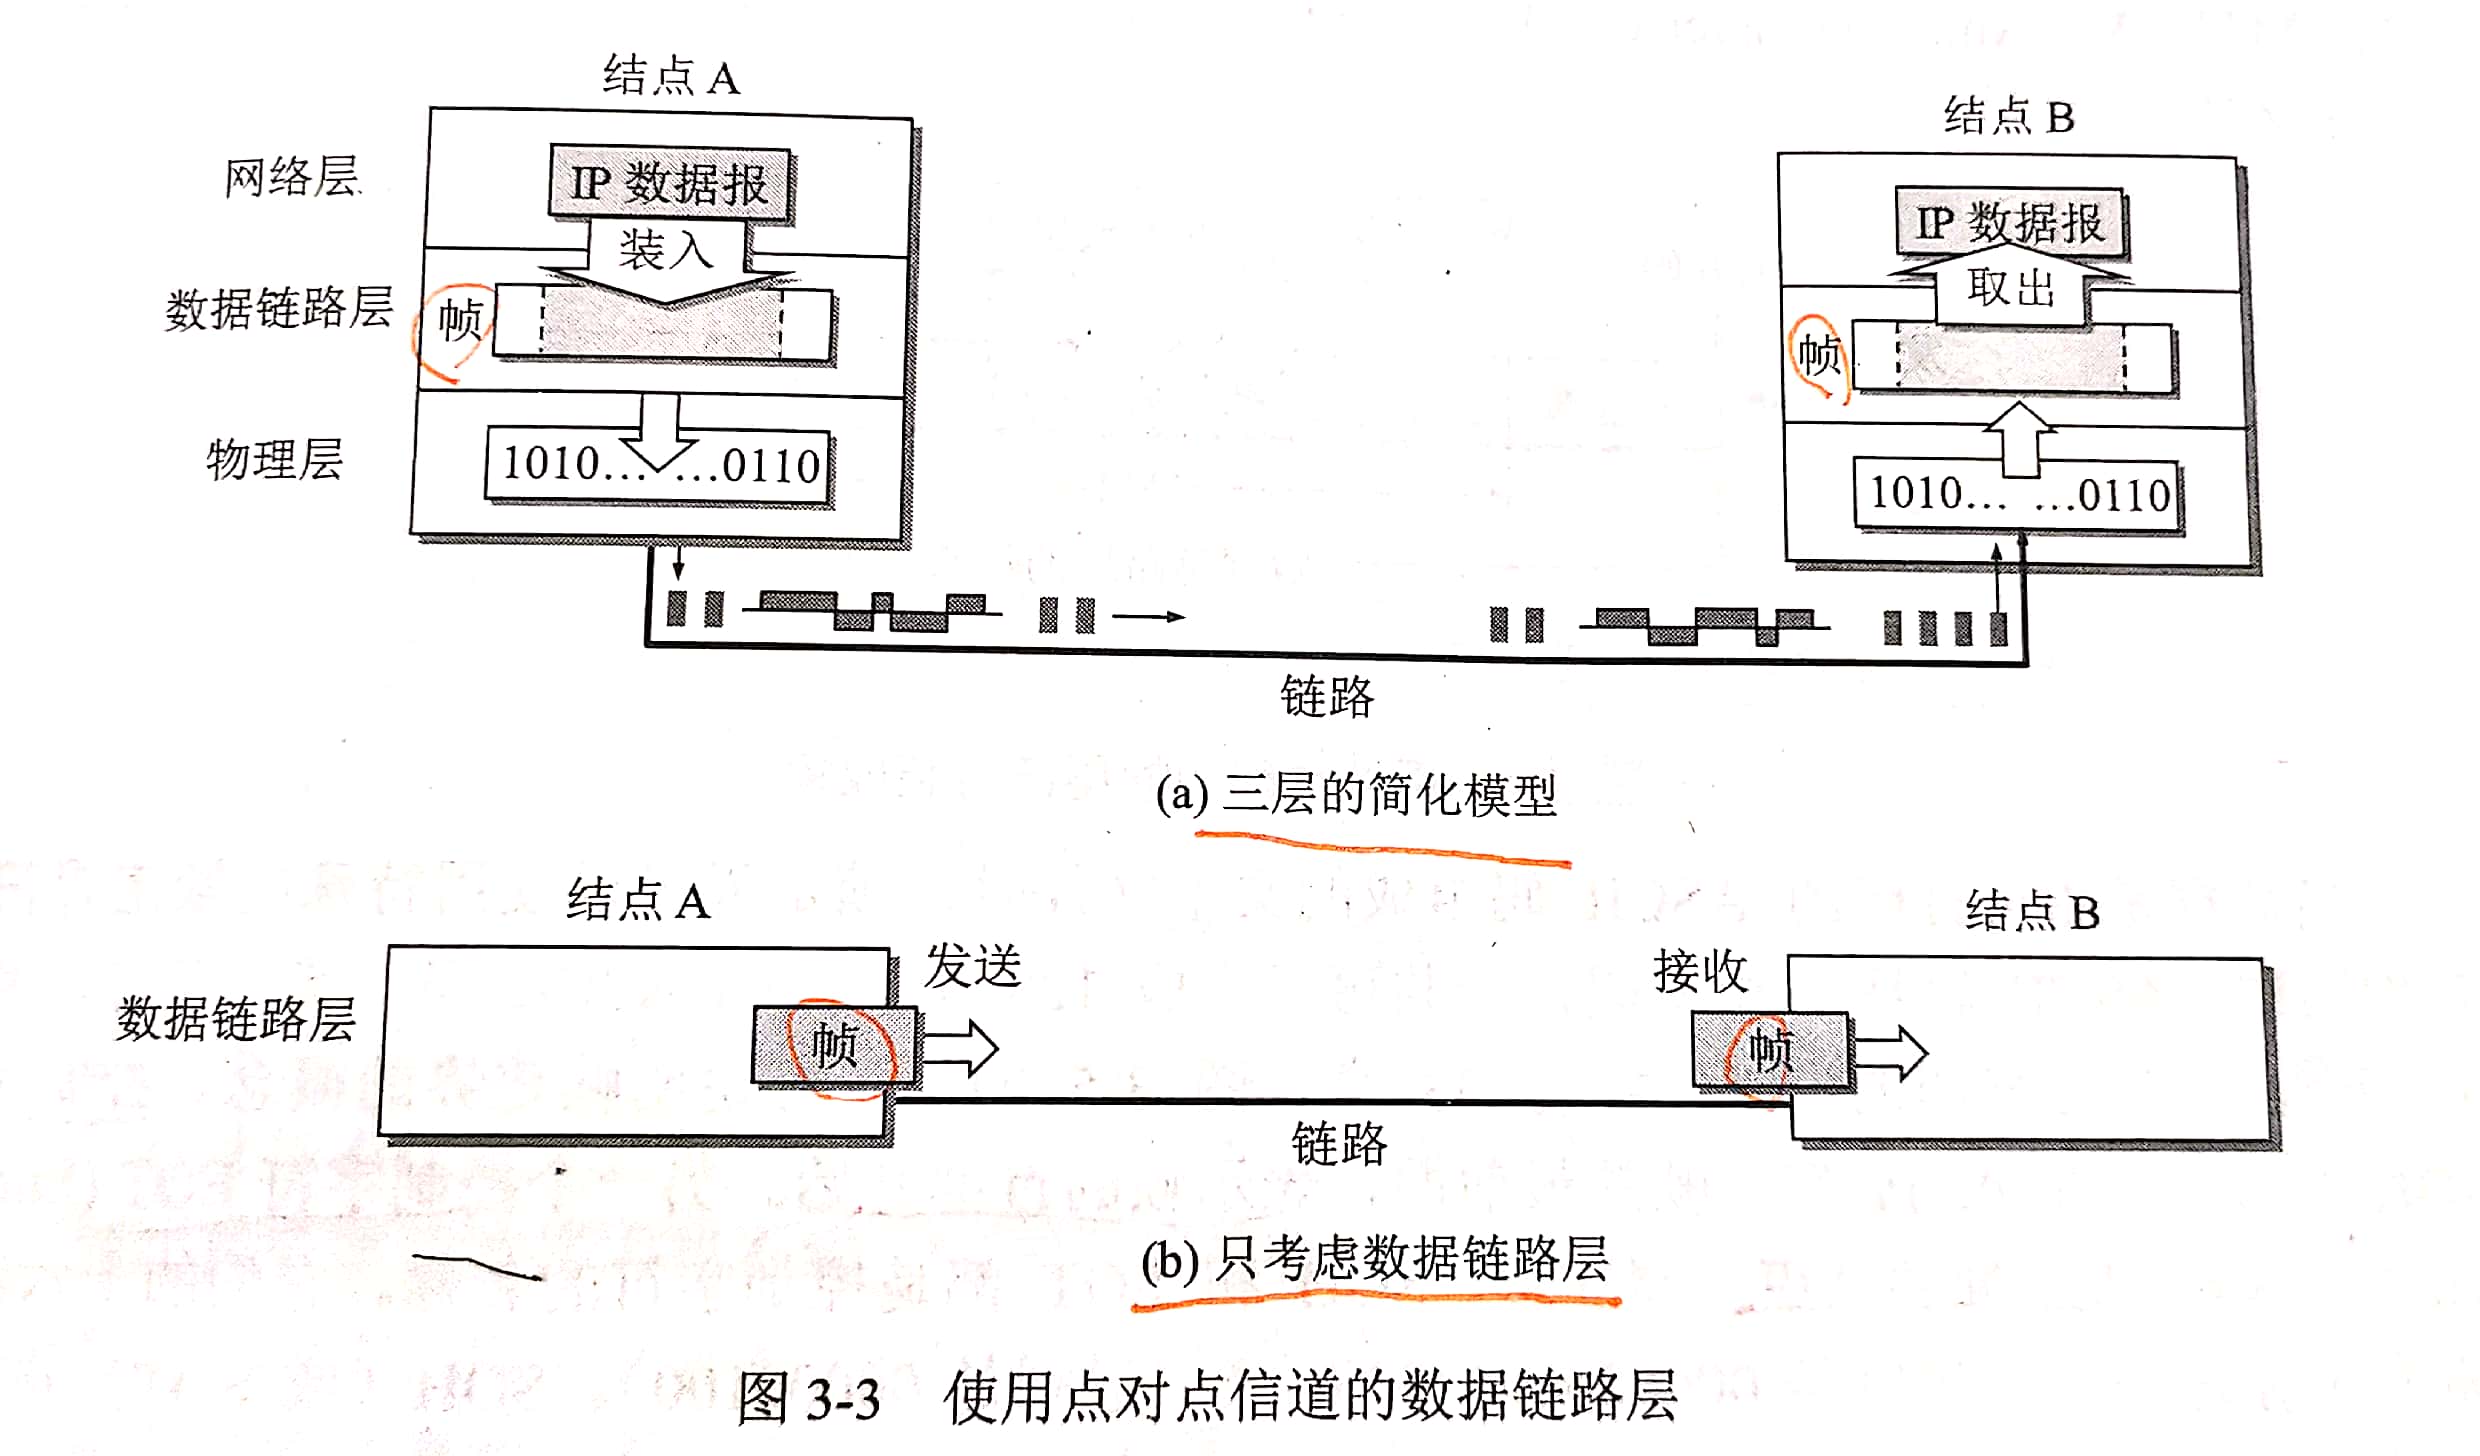 结点 A
结点 B
网络层
IP 数据报
IP 数据报
装入
取出
数据链路层
帧
帧
物理层
1010... ...0110
1010... ...0110
链路
(a) 三层的简化模型
结点 A
结点 B
发送
接收
数据链路层
帧
帧
链路
(b) 只考虑数据链路层
图 3-3 使用点对点信道的数据链路层